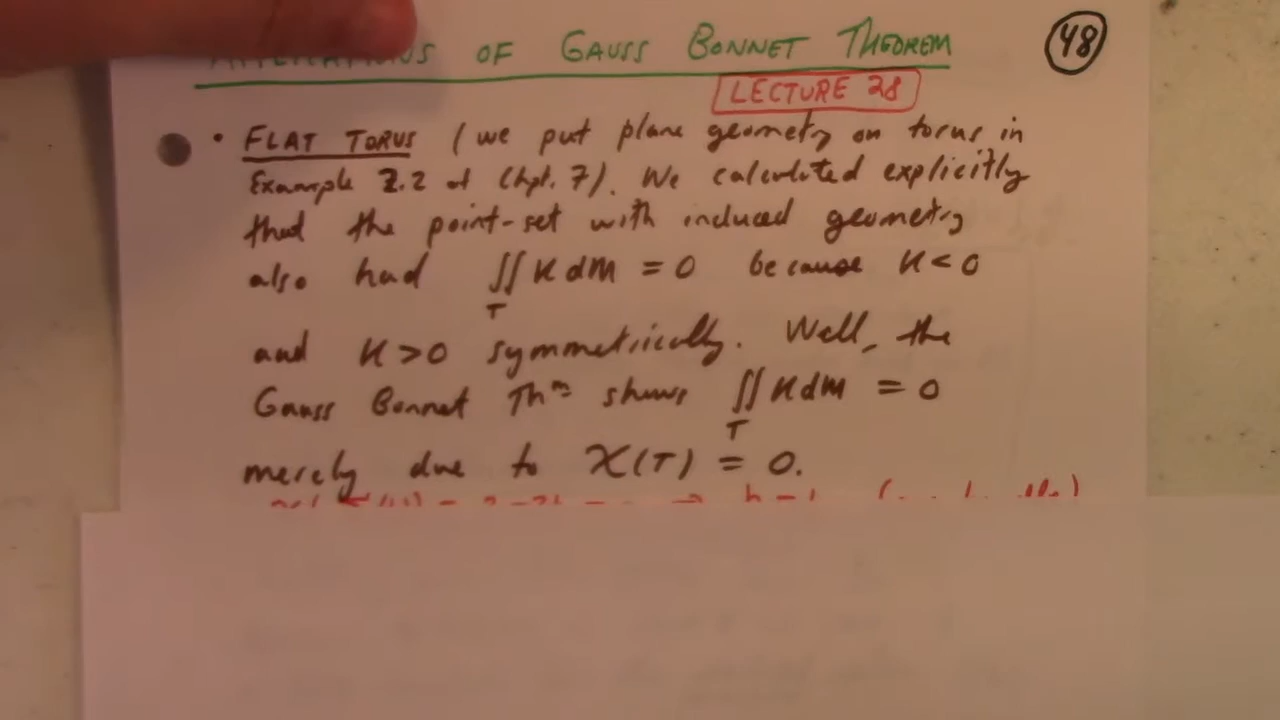 OF GAUSS BONNET THEOREM
48
LECTURE 28
• FLAT TORUS (we put plane geometry on torus in
Example 2.2 of Chpt. 7). We calculated explicitly
that the point-set with induced geometry
also had ∬_T K dM = 0 because K < 0
and K > 0 symmetrically. Well, the
Gauss Bonnet Thᵐ shows ∬_T K dM = 0
merely due to χ(T) = 0.